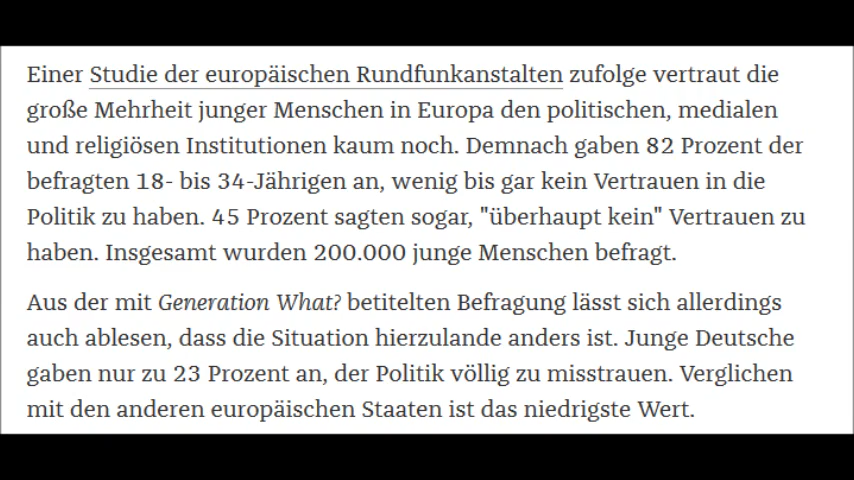 Einer Studie der europäischen Rundfunkanstalten zufolge vertraut die
große Mehrheit junger Menschen in Europa den politischen, medialen
und religiösen Institutionen kaum noch. Demnach gaben 82 Prozent der
befragten 18- bis 34-Jährigen an, wenig bis gar kein Vertrauen in die
Politik zu haben. 45 Prozent sagten sogar, "überhaupt kein" Vertrauen zu
haben. Insgesamt wurden 200.000 junge Menschen befragt.
Aus der mit Generation What? betitelten Befragung lässt sich allerdings
auch ablesen, dass die Situation hierzulande anders ist. Junge Deutsche
gaben nur zu 23 Prozent an, der Politik völlig zu misstrauen. Verglichen
mit den anderen europäischen Staaten ist das niedrigste Wert.